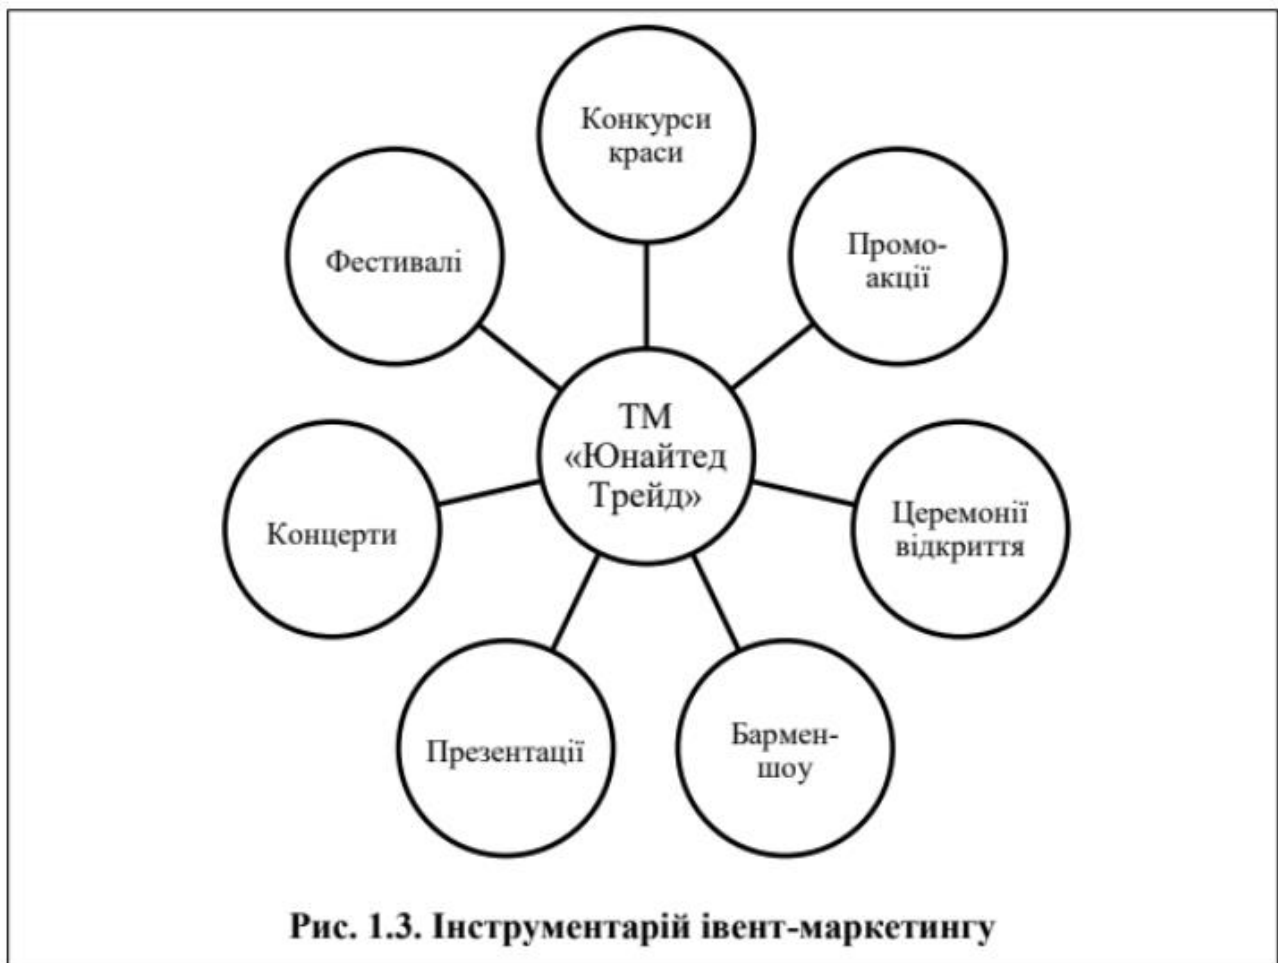 Конкурси
краси
Промо-
акції
Фестивалі
ТМ
«Юнайтед
Трейд»
Церемонії
відкриття
Концерти
Бармен-
шоу
Презентації
Рис. 1.3. Інструментарій івент-маркетингу